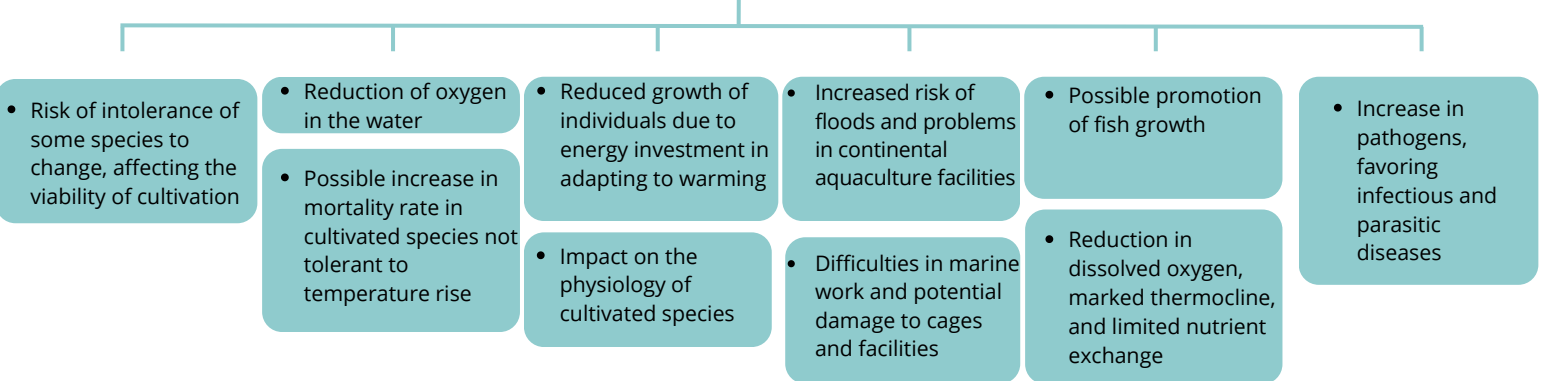 • Risk of intolerance of
some species to
change, affecting the
viability of cultivation
• Reduction of oxygen
in the water
• Possible increase in
mortality rate in
cultivated species not
tolerant to
temperature rise
• Reduced growth of
individuals due to
energy investment in
adapting to warming
• Impact on the
physiology of
cultivated species
• Increased risk of
floods and problems
in continental
aquaculture facilities
• Difficulties in marine
work and potential
damage to cages
and facilities
• Possible promotion
of fish growth
• Reduction in
dissolved oxygen,
marked thermocline,
and limited nutrient
exchange
• Increase in
pathogens,
favoring
infectious and
parasitic
diseases